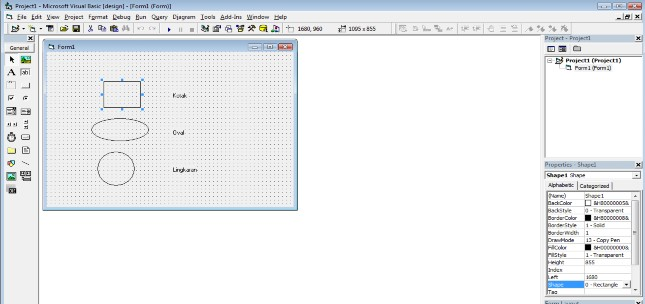 Project1 - Microsoft Visual Basic [design] - [Form1 (Form)]
File Edit View Project Format Debug Run Query Diagram Tools Add-Ins Window Help
1680, 960 1095 x 855
General
A ab
Form1
Kotak
Oval
Lingkaran
Project - Project1
Project1 (Project1)
Form1 (Form1)
Properties - Shape1
Shape1 Shape
Alphabetic Categorized
(Name) Shape1
BackColor &H80000005&
BackStyle 0 - Transparent
BorderColor &H80000008&
BorderStyle 1 - Solid
BorderWidth 1
DrawMode 13 - Copy Pen
FillColor &H00000000&
FillStyle 1 - Transparent
Height 855
Index
Left 1680
Shape 0 - Rectangle
Tag
Form Layout